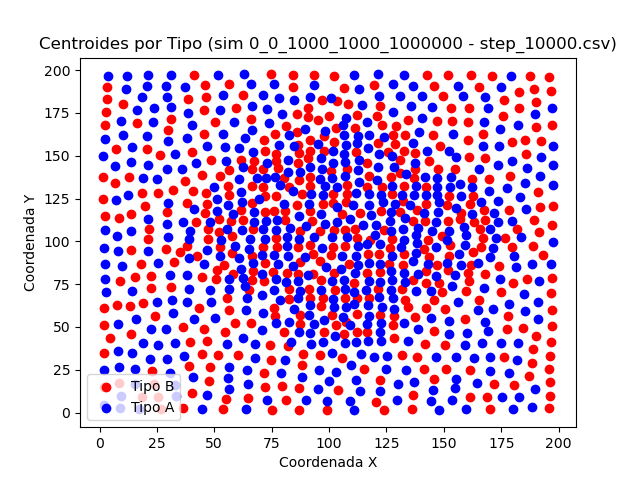 Centroides por Tipo (sim 0_0_1000_1000_1000000 - step_10000.csv)
200
175
150
125
100
75
50
25
0
Coordenada Y
Tipo B
Tipo A
0 25 50 75 100 125 150 175 200
Coordenada X